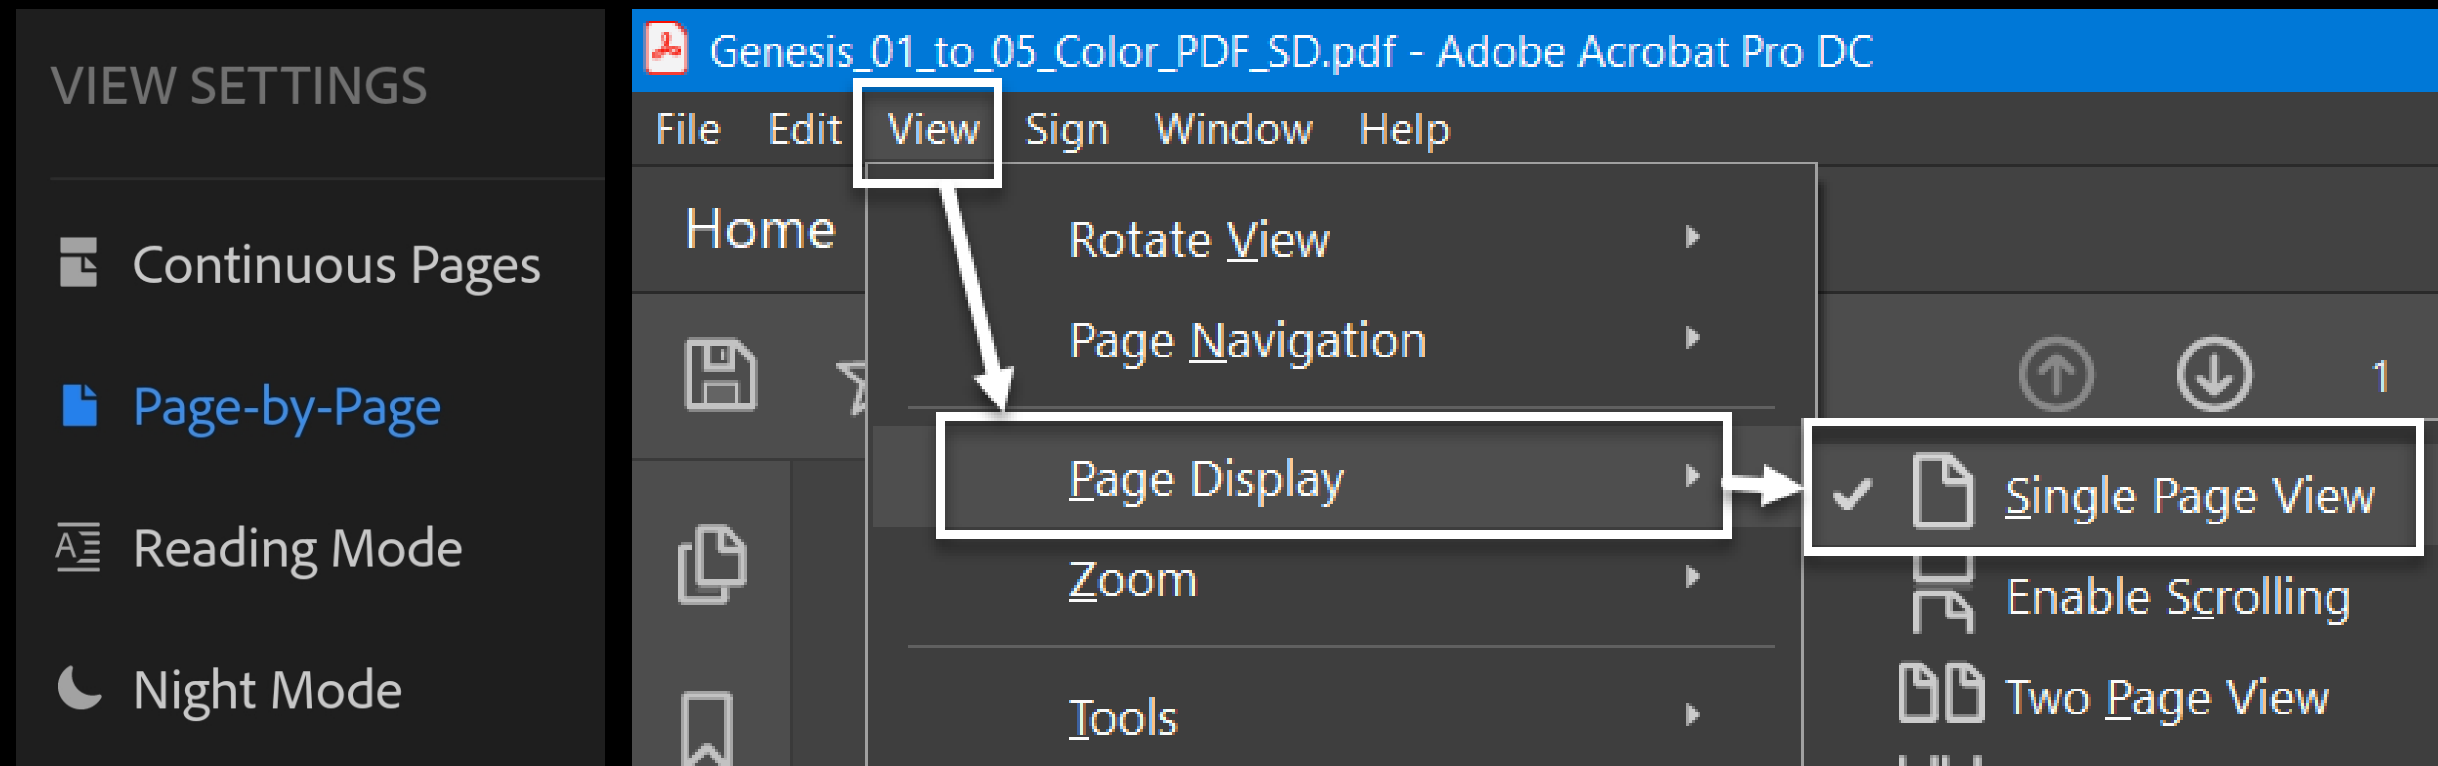 VIEW SETTINGS
Continuous Pages
Page-by-Page
Reading Mode
Night Mode
Genesis_01_to_05_Color_PDF_SD.pdf - Adobe Acrobat Pro DC
File Edit View Sign Window Help
Home
Rotate View
Page Navigation
1
Page Display
Single Page View
Zoom
Enable Scrolling
Two Page View
Tools